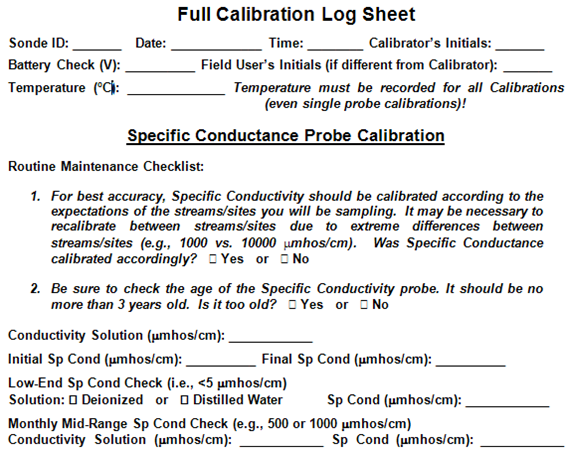 Full Calibration Log Sheet
Sonde ID: _______ Date: _____________ Time: ________ Calibrator's Initials: _______
Battery Check (V): __________ Field User's Initials (if different from Calibrator): _______
Temperature (°C): ______________ Temperature must be recorded for all Calibrations
(even single probe calibrations)!
Specific Conductance Probe Calibration
Routine Maintenance Checklist:
1. For best accuracy, Specific Conductivity should be calibrated according to the
expectations of the streams/sites you will be sampling. It may be necessary to
recalibrate between streams/sites due to extreme differences between
streams/sites (e.g., 1000 vs. 10000 µmhos/cm). Was Specific Conductance
calibrated accordingly? □ Yes or □ No
2. Be sure to check the age of the Specific Conductivity probe. It should be no
more than 3 years old. Is it too old? □ Yes or □ No
Conductivity Solution (µmhos/cm): ____________
Initial Sp Cond (µmhos/cm): __________ Final Sp Cond (µmhos/cm): __________
Low-End Sp Cond Check (i.e., <5 µmhos/cm)
Solution: □ Deionized or □ Distilled Water Sp Cond (µmhos/cm): ____________
Monthly Mid-Range Sp Cond Check (e.g., 500 or 1000 µmhos/cm)
Conductivity Solution (µmhos/cm): ____________ Sp Cond (µmhos/cm): ____________